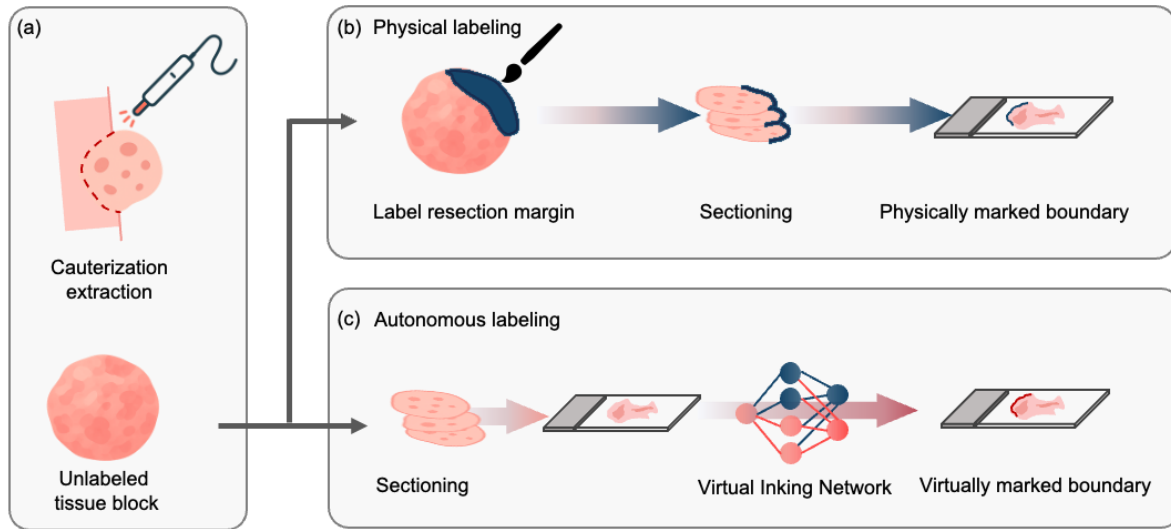 (a)
Cauterization
extraction
Unlabeled
tissue block
(b) Physical labeling
Label resection margin
Sectioning
Physically marked boundary
(c) Autonomous labeling
Sectioning
Virtual Inking Network
Virtually marked boundary